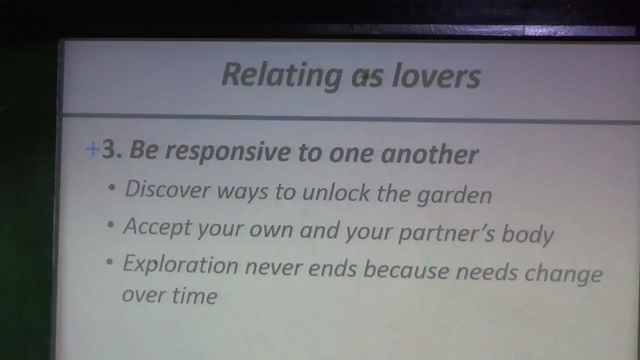 Relating as lovers
+3. Be responsive to one another
• Discover ways to unlock the garden
• Accept your own and your partner's body
• Exploration never ends because needs change
over time